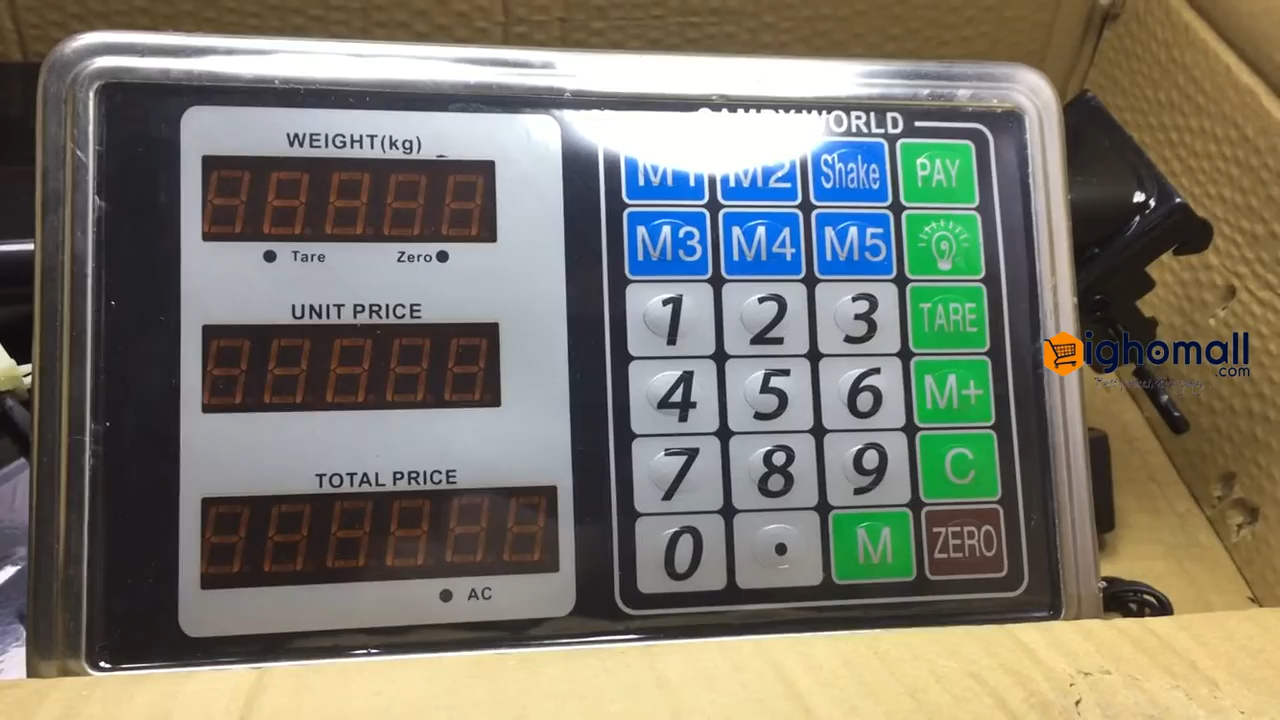 WEIGHT(kg)
Tare Zero
UNIT PRICE
TOTAL PRICE
AC
WORLD
M1 M2 Shake PAY
M3 M4 M5
1 2 3 TARE
4 5 6 M+
7 8 9 C
0 . M ZERO
ighomall
.com